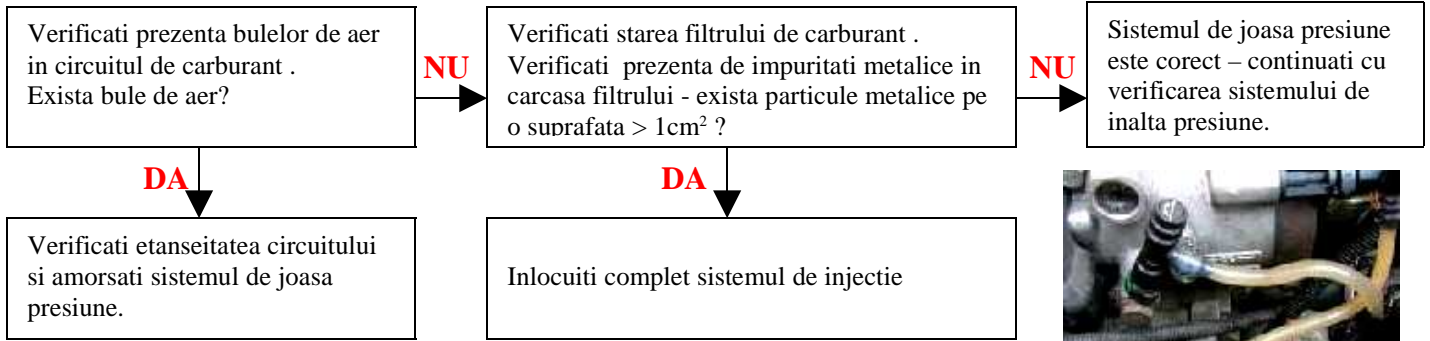 Verificati prezenta bulelor de aer
in circuitul de carburant .
Exista bule de aer?
NU
Verificati starea filtrului de carburant .
Verificati prezenta de impuritati metalice in
carcasa filtrului - exista particule metalice pe
o suprafata > 1cm² ?
NU
Sistemul de joasa presiune
este corect – continuati cu
verificarea sistemului de
inalta presiune.
DA
DA
Verificati etanseitatea circuitului
si amorsati sistemul de joasa
presiune.
Inlocuiti complet sistemul de injectie